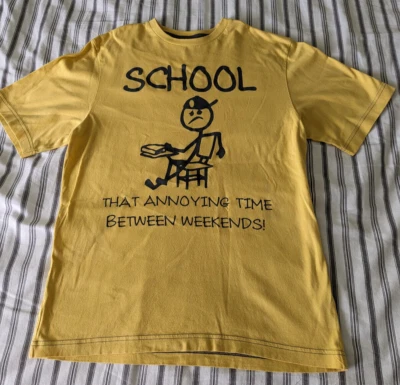 SCHOOL
THAT ANNOYING TIME
BETWEEN WEEKENDS!